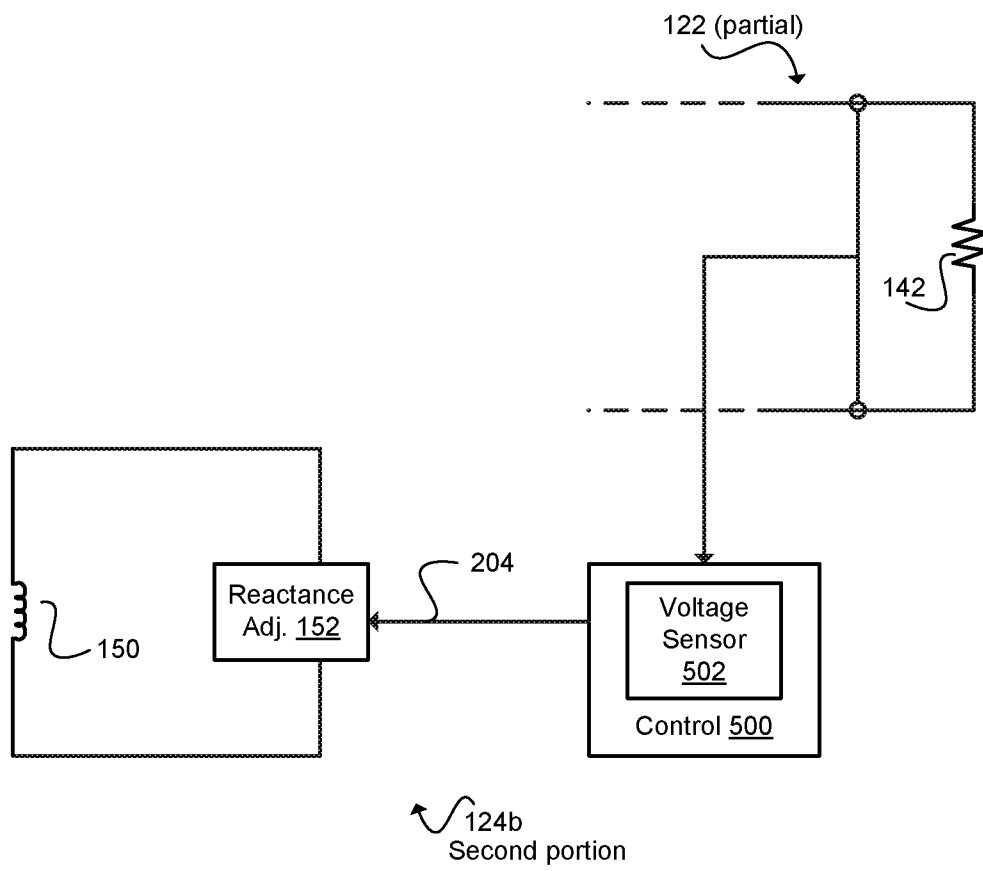 122 (partial)
142
204
Reactance
Adj. 152
150
Voltage
Sensor
502
Control 500
124b
Second portion